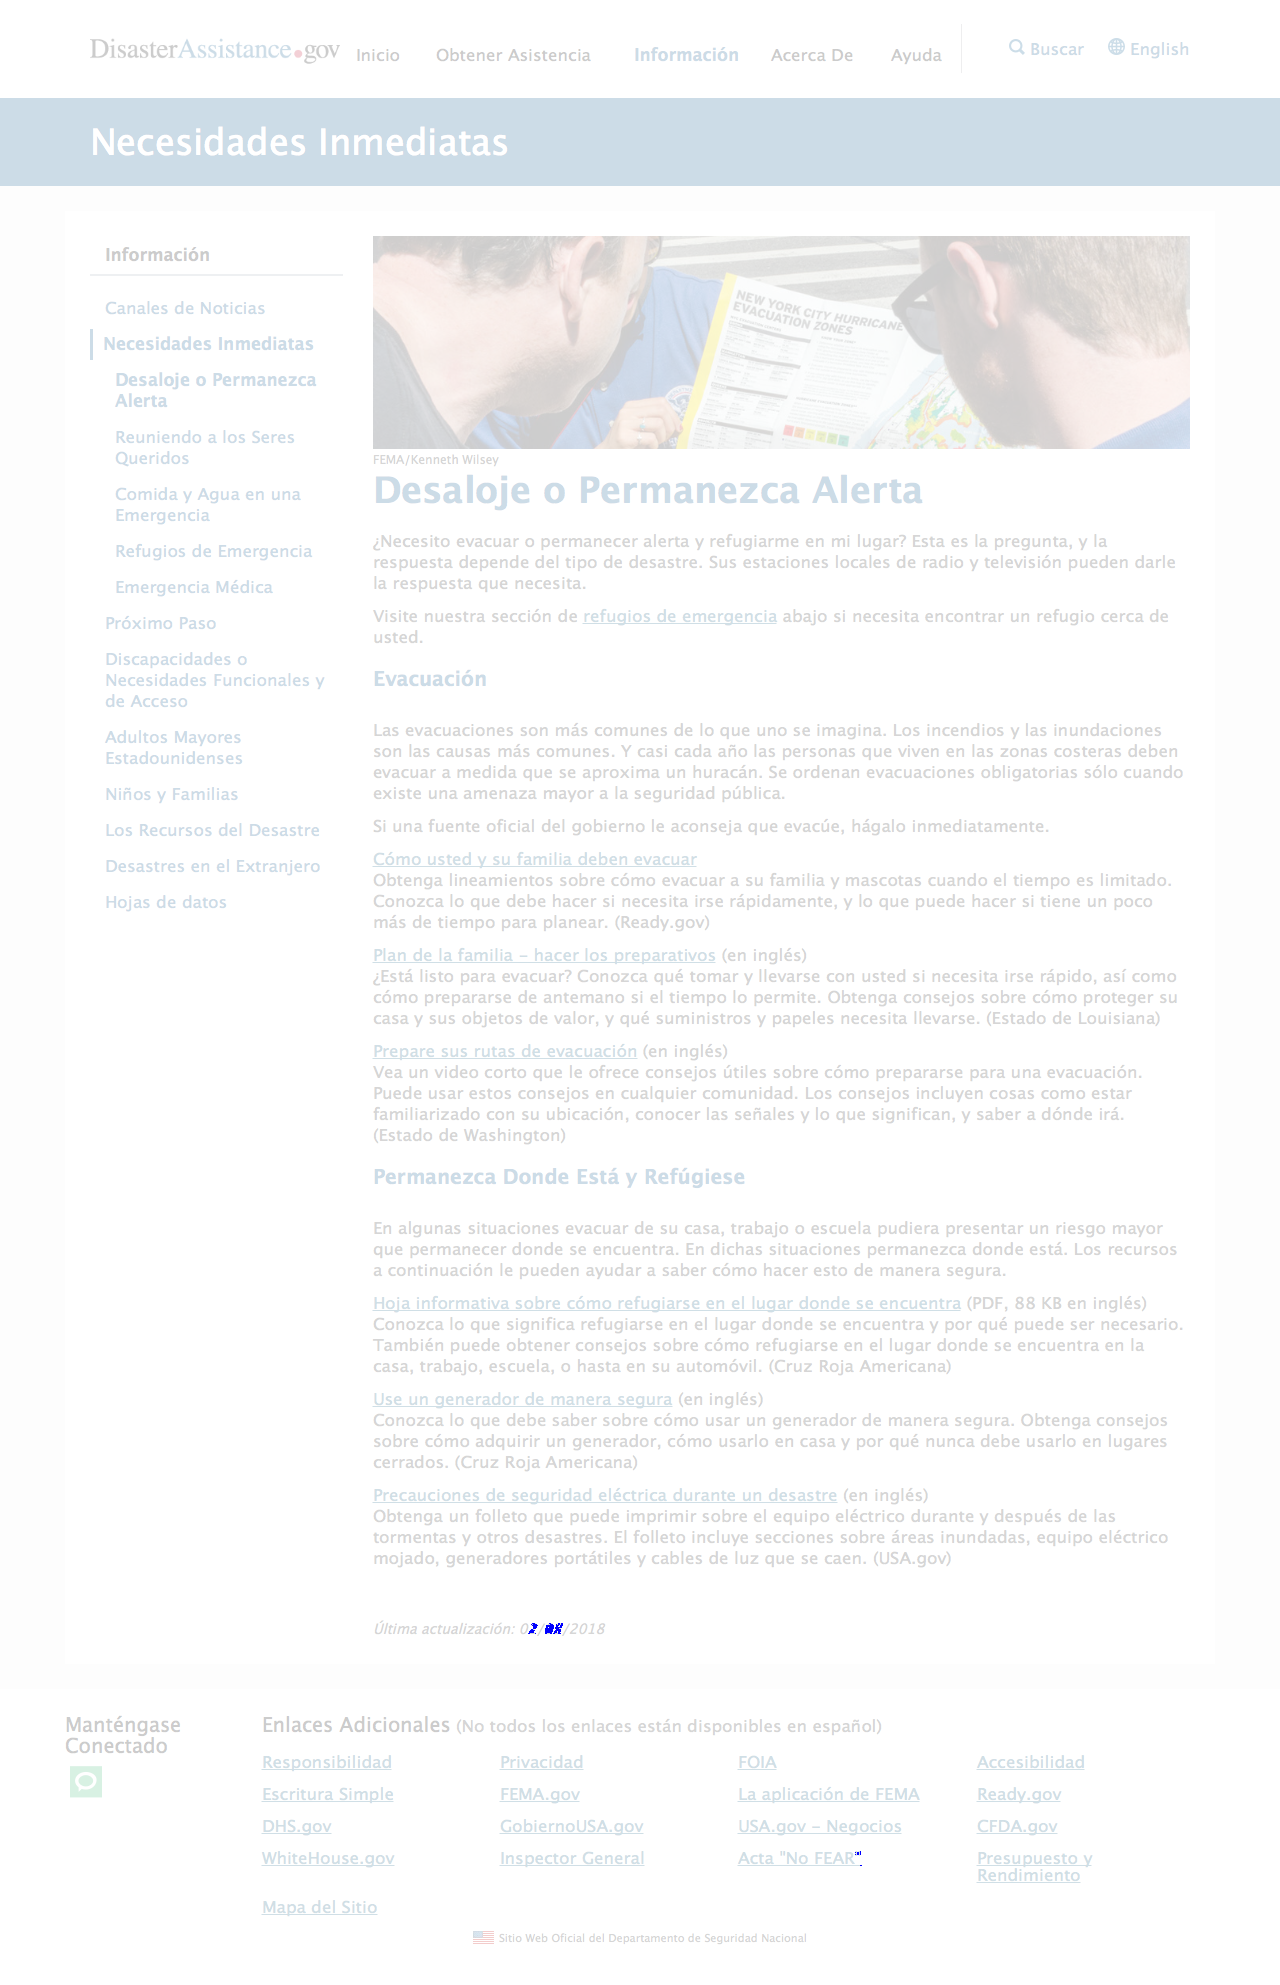 DisasterAssistance.gov Inicio Obtener Asistencia Información Acerca De Ayuda Buscar English
Necesidades Inmediatas
Información
Canales de Noticias
Necesidades Inmediatas
Desaloje o Permanezca
Alerta
Reuniendo a los Seres
Queridos
Comida y Agua en una
Emergencia
Refugios de Emergencia
Emergencia Médica
Próximo Paso
Discapacidades o
Necesidades Funcionales y
de Acceso
Adultos Mayores
Estadounidenses
Niños y Familias
Los Recursos del Desastre
Desastres en el Extranjero
Hojas de datos
NEW YORK CITY HURRICANE
EVACUATION ZONES
FEMA/Kenneth Wilsey
Desaloje o Permanezca Alerta
¿Necesito evacuar o permanecer alerta y refugiarme en mi lugar? Esta es la pregunta, y la
respuesta depende del tipo de desastre. Sus estaciones locales de radio y televisión pueden darle
la respuesta que necesita.
Visite nuestra sección de refugios de emergencia abajo si necesita encontrar un refugio cerca de
usted.
Evacuación
Las evacuaciones son más comunes de lo que uno se imagina. Los incendios y las inundaciones
son las causas más comunes. Y casi cada año las personas que viven en las zonas costeras deben
evacuar a medida que se aproxima un huracán. Se ordenan evacuaciones obligatorias sólo cuando
existe una amenaza mayor a la seguridad pública.
Si una fuente oficial del gobierno le aconseja que evacúe, hágalo inmediatamente.
Cómo usted y su familia deben evacuar
Obtenga lineamientos sobre cómo evacuar a su familia y mascotas cuando el tiempo es limitado.
Conozca lo que debe hacer si necesita irse rápidamente, y lo que puede hacer si tiene un poco
más de tiempo para planear. (Ready.gov)
Plan de la familia – hacer los preparativos (en inglés)
¿Está listo para evacuar? Conozca qué tomar y llevarse con usted si necesita irse rápido, así como
cómo prepararse de antemano si el tiempo lo permite. Obtenga consejos sobre cómo proteger su
casa y sus objetos de valor, y qué suministros y papeles necesita llevarse. (Estado de Louisiana)
Prepare sus rutas de evacuación (en inglés)
Vea un video corto que le ofrece consejos útiles sobre cómo prepararse para una evacuación.
Puede usar estos consejos en cualquier comunidad. Los consejos incluyen cosas como estar
familiarizado con su ubicación, conocer las señales y lo que significan, y saber a dónde irá.
(Estado de Washington)
Permanezca Donde Está y Refúgiese
En algunas situaciones evacuar de su casa, trabajo o escuela pudiera presentar un riesgo mayor
que permanecer donde se encuentra. En dichas situaciones permanezca donde está. Los recursos
a continuación le pueden ayudar a saber cómo hacer esto de manera segura.
Hoja informativa sobre cómo refugiarse en el lugar donde se encuentra (PDF, 88 KB en inglés)
Conozca lo que significa refugiarse en el lugar donde se encuentra y por qué puede ser necesario.
También puede obtener consejos sobre cómo refugiarse en el lugar donde se encuentra en la
casa, trabajo, escuela, o hasta en su automóvil. (Cruz Roja Americana)
Use un generador de manera segura (en inglés)
Conozca lo que debe saber sobre cómo usar un generador de manera segura. Obtenga consejos
sobre cómo adquirir un generador, cómo usarlo en casa y por qué nunca debe usarlo en lugares
cerrados. (Cruz Roja Americana)
Precauciones de seguridad eléctrica durante un desastre (en inglés)
Obtenga un folleto que puede imprimir sobre el equipo eléctrico durante y después de las
tormentas y otros desastres. El folleto incluye secciones sobre áreas inundadas, equipo eléctrico
mojado, generadores portátiles y cables de luz que se caen. (USA.gov)
Última actualización:
Manténgase
Conectado
Enlaces Adicionales (No todos los enlaces están disponibles en español)
Responsibilidad Privacidad FOIA Accesibilidad
Escritura Simple FEMA.gov La aplicación de FEMA Ready.gov
DHS.gov GobiernoUSA.gov USA.gov – Negocios CFDA.gov
WhiteHouse.gov Inspector General Acta "No FEAR" Presupuesto y
Rendimiento
Mapa del Sitio
Sitio Web Oficial del Departamento de Seguridad Nacional